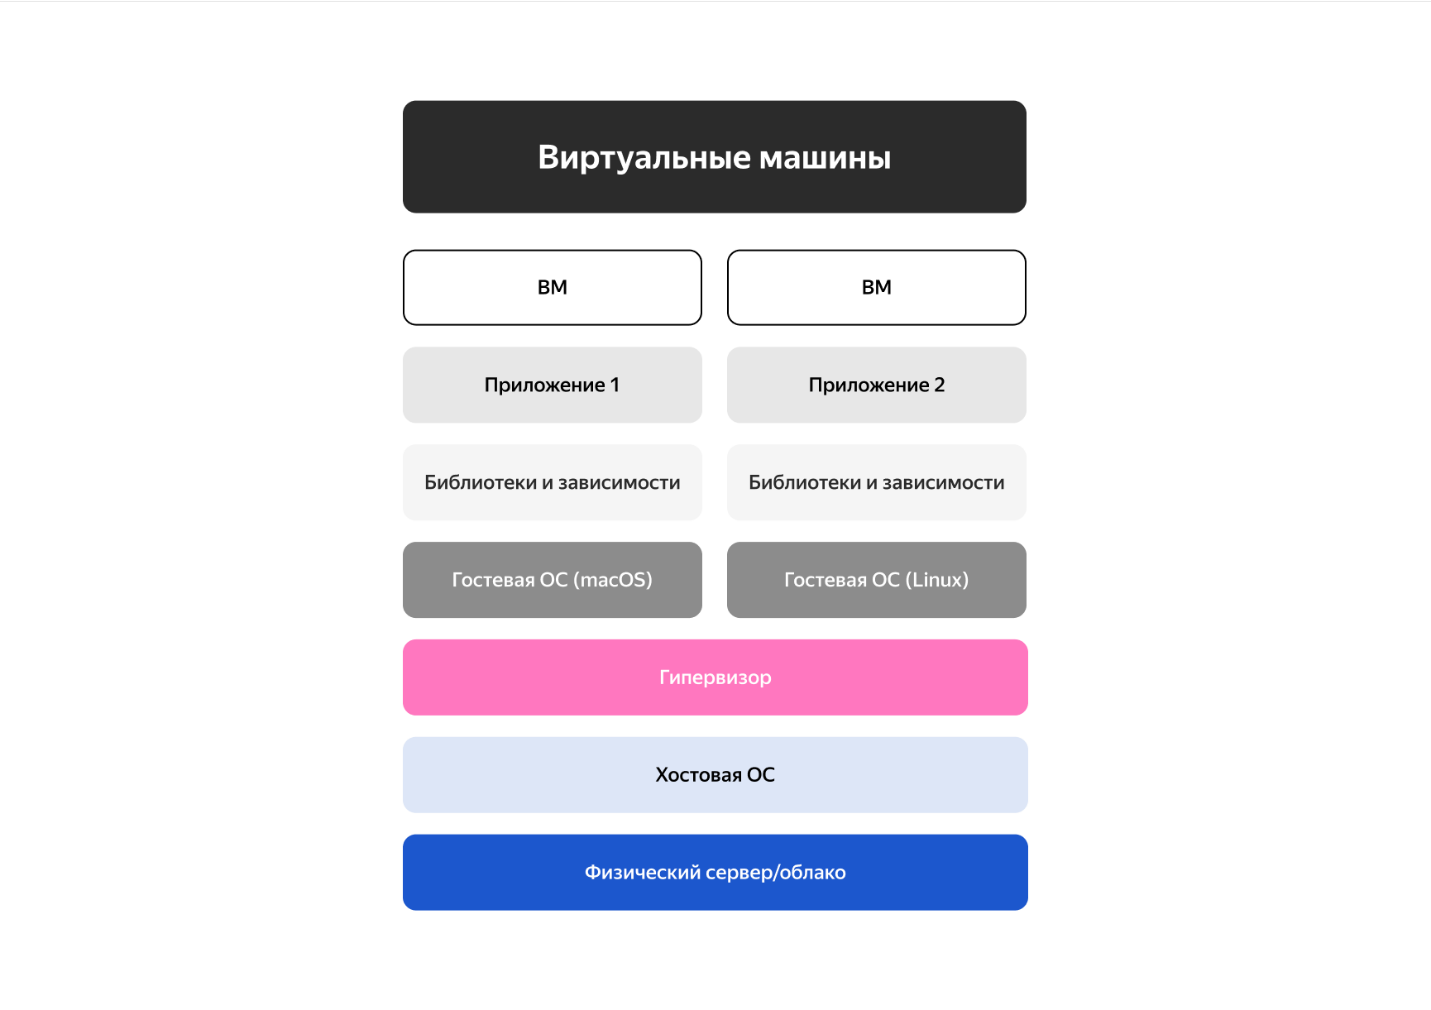 Виртуальные машины
ВМ
ВМ
Приложение 1
Приложение 2
Библиотеки и зависимости
Библиотеки и зависимости
Гостевая ОС (macOS)
Гостевая ОС (Linux)
Гипервизор
Хостовая ОС
Физический сервер/облако